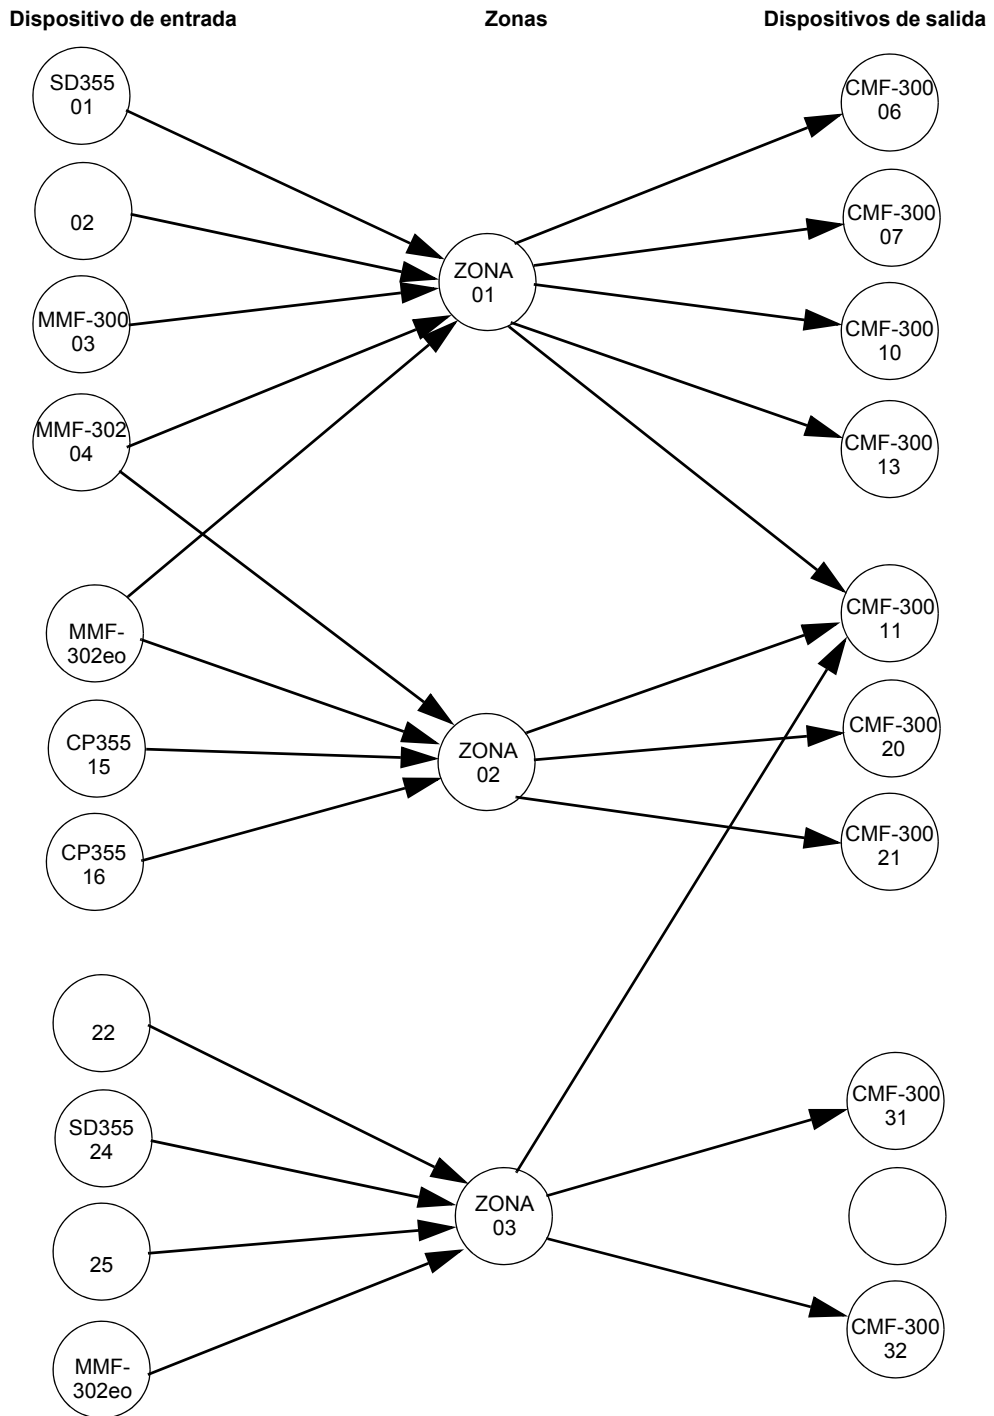 Dispositivo de entrada
Zonas
Dispositivos de salida
SD355
01
02
MMF-300
03
MMF-302
04
MMF-
302eo
CP355
15
CP355
16
22
SD355
24
25
MMF-
302eo
ZONA
01
ZONA
02
ZONA
03
CMF-300
06
CMF-300
07
CMF-300
10
CMF-300
13
CMF-300
11
CMF-300
20
CMF-300
21
CMF-300
31
CMF-300
32